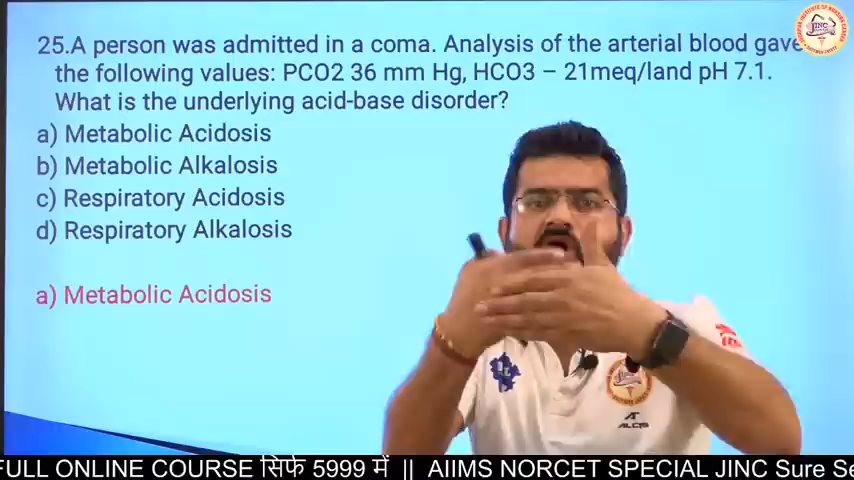 25.A person was admitted in a coma. Analysis of the arterial blood gave
the following values: PCO2 36 mm Hg, HCO3 – 21meq/land pH 7.1.
What is the underlying acid-base disorder?
a) Metabolic Acidosis
b) Metabolic Alkalosis
c) Respiratory Acidosis
d) Respiratory Alkalosis
a) Metabolic Acidosis
JINC
ALCIS
FULL ONLINE COURSE सिर्फ 5999 में || AIIMS NORCET SPECIAL JINC Sure Se